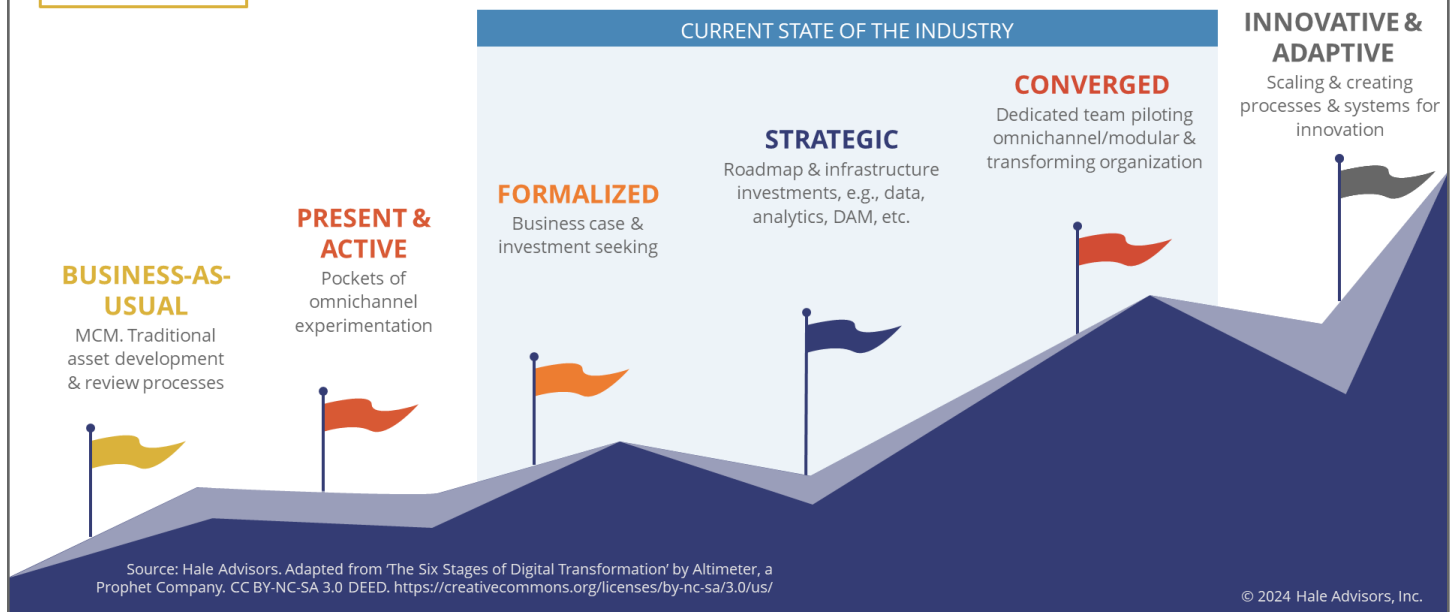 CURRENT STATE OF THE INDUSTRY
BUSINESS-AS-
USUAL
MCM. Traditional
asset development
& review processes
PRESENT &
ACTIVE
Pockets of
omnichannel
experimentation
FORMALIZED
Business case &
investment seeking
STRATEGIC
Roadmap & infrastructure
investments, e.g., data,
analytics, DAM, etc.
CONVERGED
Dedicated team piloting
omnichannel/modular &
transforming organization
INNOVATIVE &
ADAPTIVE
Scaling & creating
processes & systems for
innovation
Source: Hale Advisors. Adapted from ‘The Six Stages of Digital Transformation’ by Altimeter, a
Prophet Company. CC BY-NC-SA 3.0 DEED. https://creativecommons.org/licenses/by-nc-sa/3.0/us/
© 2024 Hale Advisors, Inc.